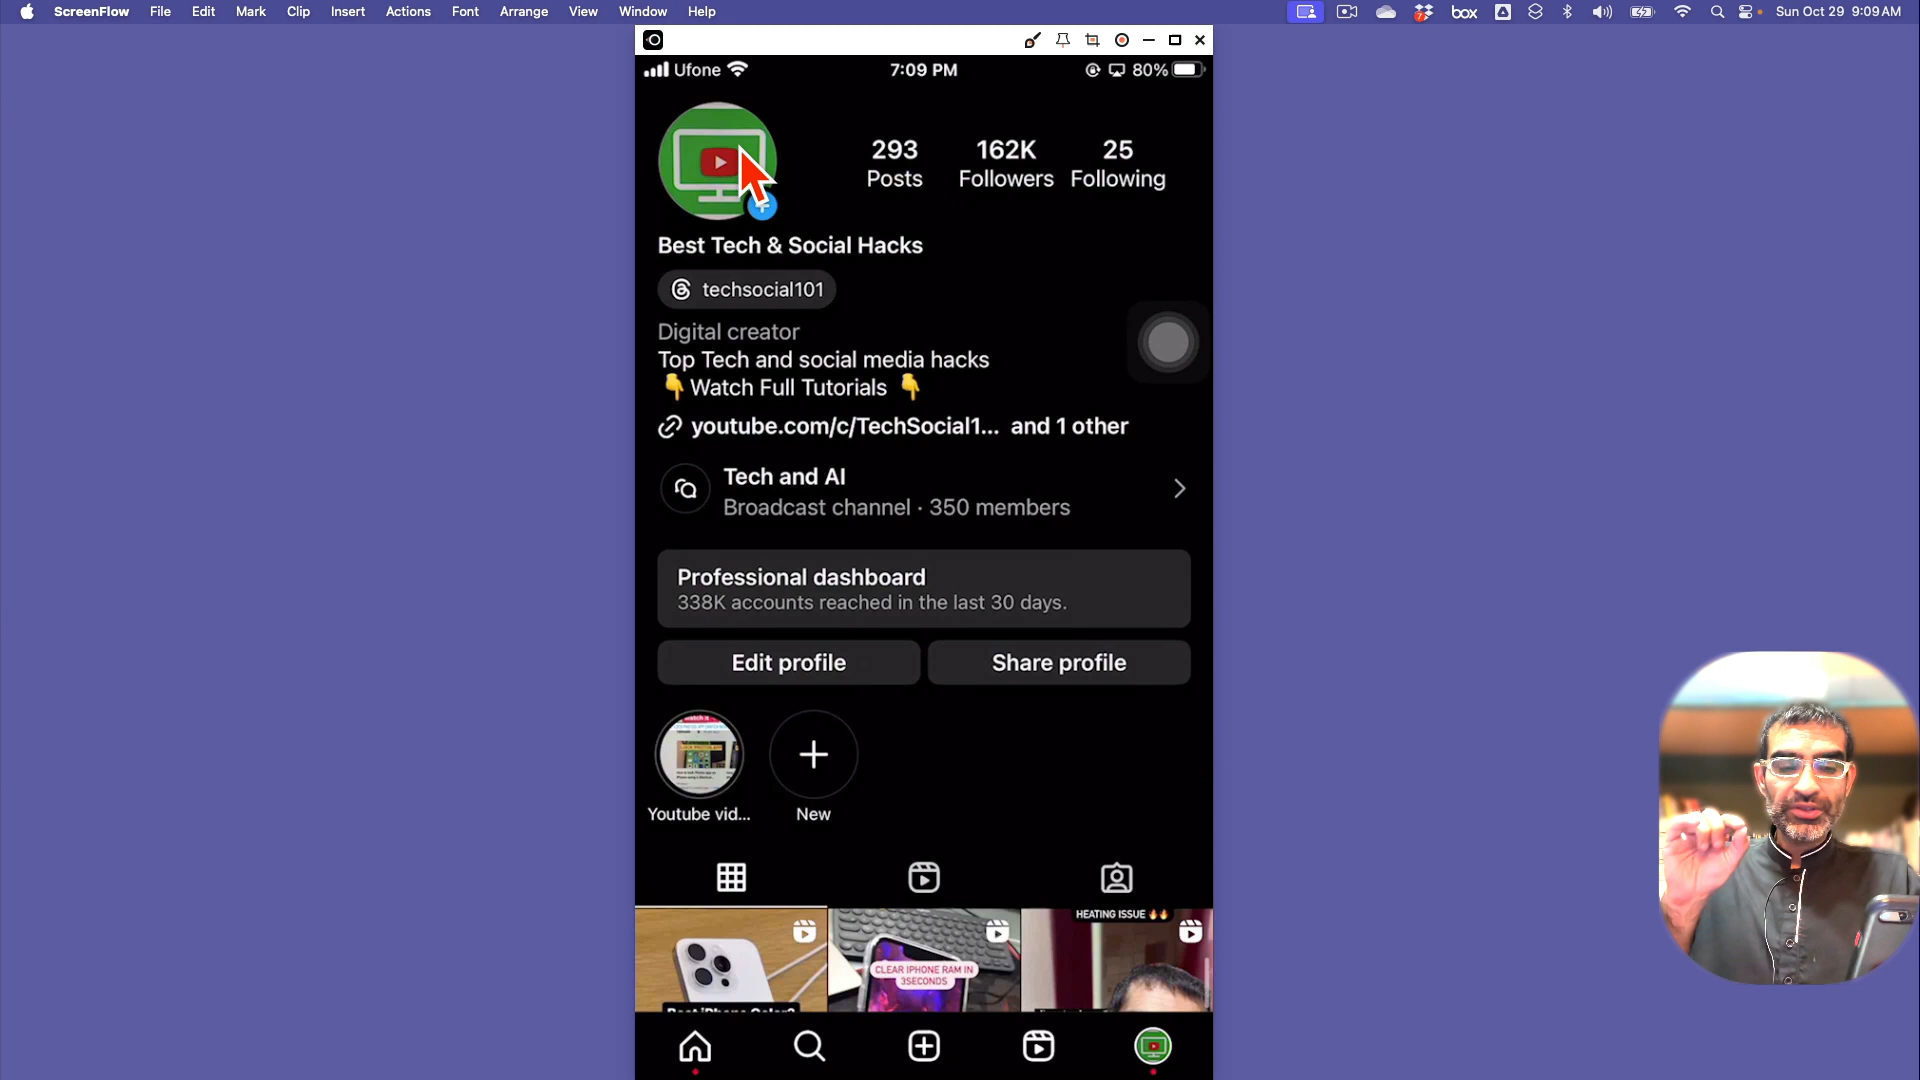 ScreenFlow File Edit Mark Clip Insert Actions Font Arrange View Window Help 7 box Sun Oct 29 9:09 AM
Ufone 7:09 PM 80%
293 162K 25
Posts Followers Following
Best Tech & Social Hacks
techsocial101
Digital creator
Top Tech and social media hacks
👇Watch Full Tutorials 👇
youtube.com/c/TechSocial1... and 1 other
Tech and AI
Broadcast channel · 350 members
Professional dashboard
338K accounts reached in the last 30 days.
Edit profile Share profile
Youtube vid... New
HEATING ISSUE 🔥🔥
CLEAR IPHONE RAM IN
3SECONDS
Best iPhone Color?